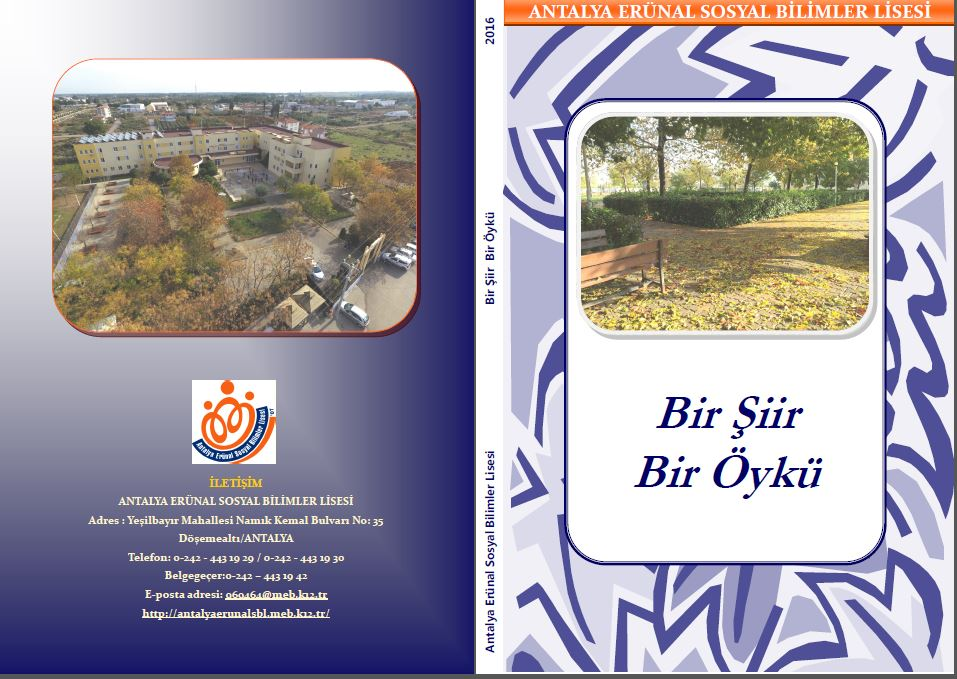 ANTALYA ERÜNAL SOSYAL BİLİMLER LİSESİ
Bir Şiir
Bir Öykü
2016
Bir Şiir Bir Öykü
Antalya Erünal Sosyal Bilimler Lisesi
Antalya Erünal Sosyal Bilimler Lisesi
İLETİŞİM
ANTALYA ERÜNAL SOSYAL BİLİMLER LİSESİ
Adres : Yeşilbayır Mahallesi Namık Kemal Bulvarı No: 35
Döşemealtı/ANTALYA
Telefon: 0-242 - 443 19 29 / 0-242 - 443 19 30
Belgegeçer:0-242 – 443 19 42
E-posta adresi: 969464@meb.k12.tr
http://antalyaerunalsbl.meb.k12.tr/